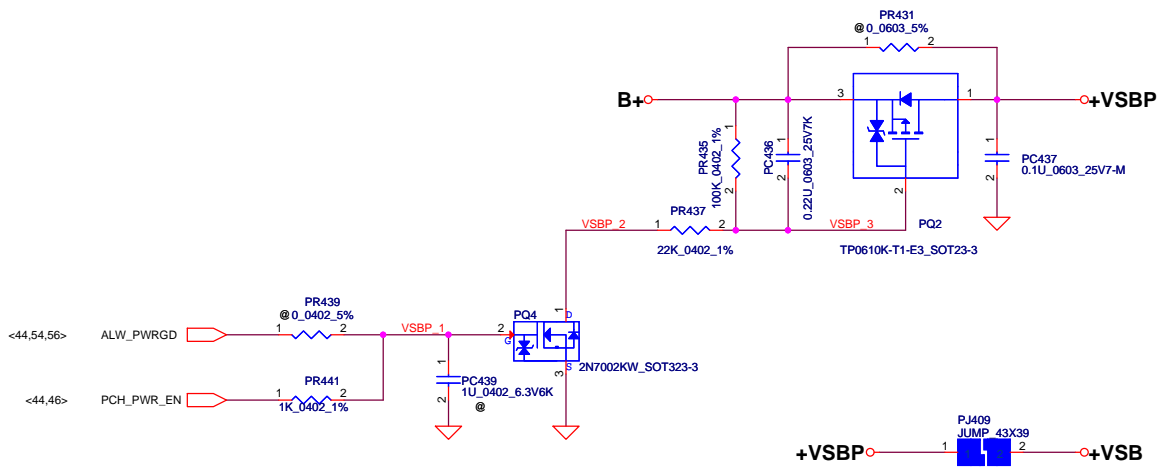 PR431
@ 0_0603_5%
1 2
B+
3 1
+VSBP
1
PR435
100K_0402_1%
2
1
PC436
0.22U_0603_25V7K
2
1
PC437
0.1U_0603_25V7-M
2
2
PQ2
TP0610K-T1-E3_SOT23-3
VSBP_2
PR437
1 2
22K_0402_1%
VSBP_3
PR439
@ 0_0402_5%
<44,54,56> ALW_PWRGD
1 2
VSBP_1
PQ4
1
D
2
G
S
3
2N7002KW_SOT323-3
PR441
<44,46> PCH_PWR_EN
1 2
1K_0402_1%
1
PC439
1U_0402_6.3V6K
2
@
PJ409
JUMP_43X39
+VSBP
1 1 2 2
+VSB